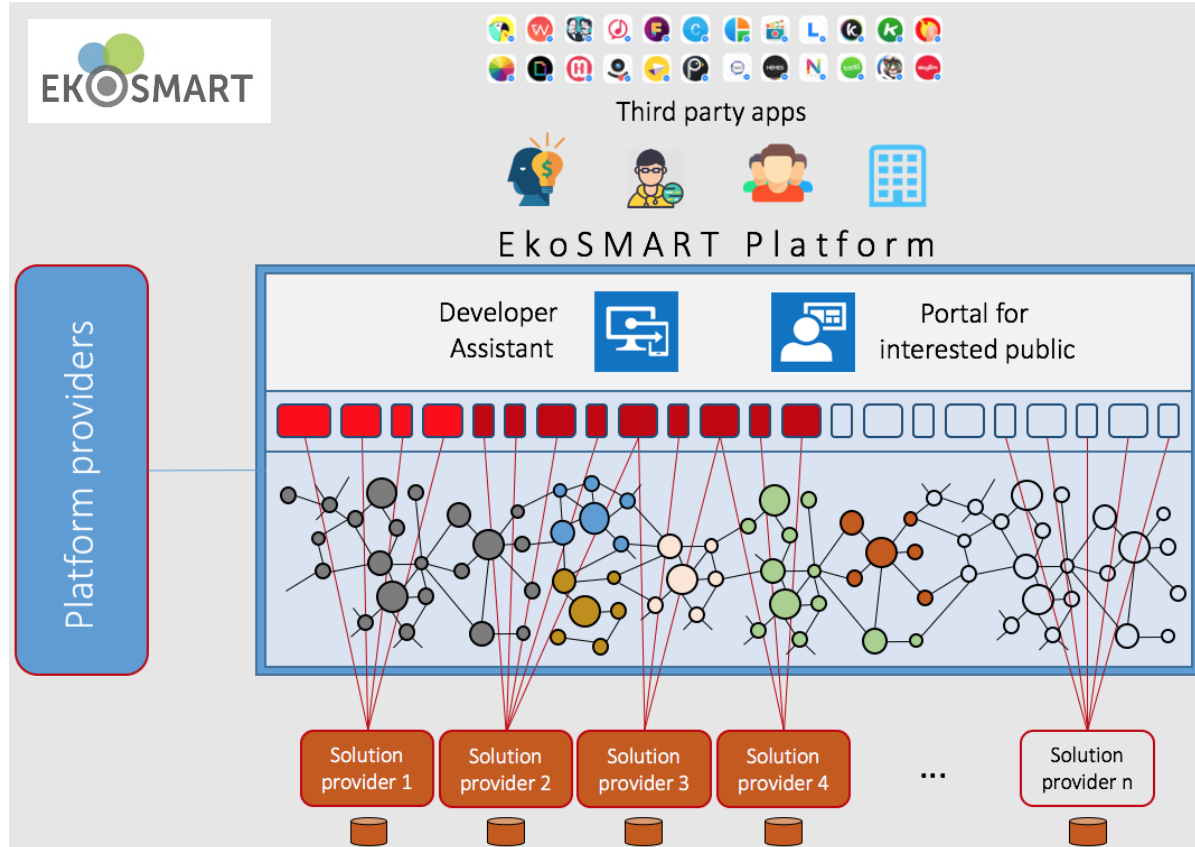 EKOSMART
Third party apps
EkoSMART Platform
Platform providers
Developer
Assistant
Portal for
interested public
Solution
provider 1
Solution
provider 2
Solution
provider 3
Solution
provider 4
...
Solution
provider n